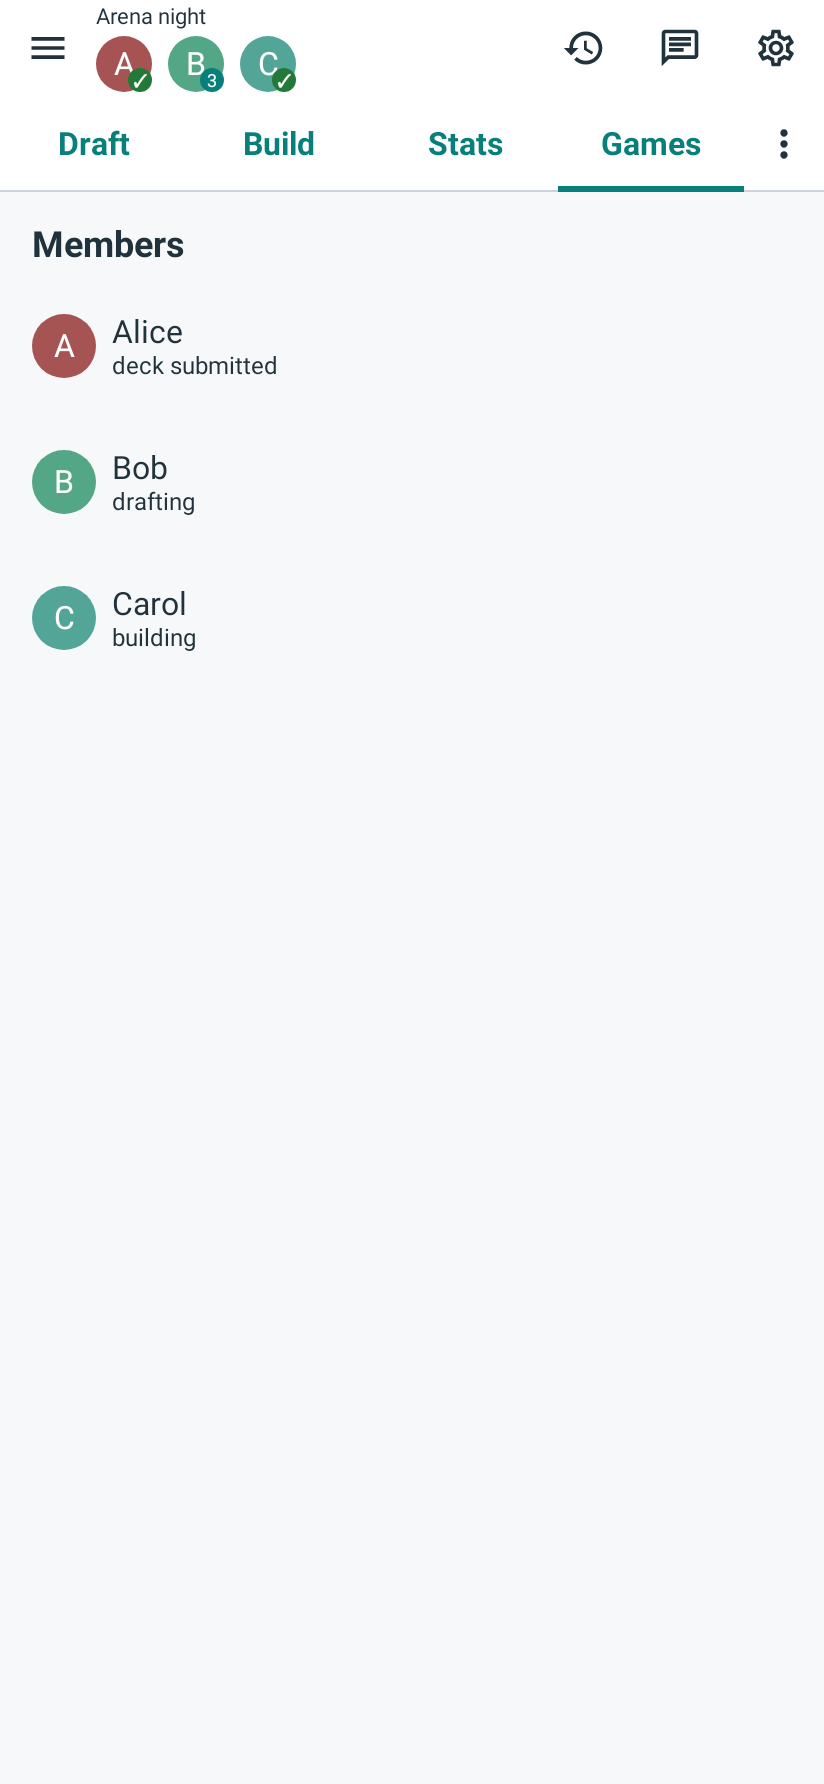 Arena night
A ✓ B 3 C ✓
Draft Build Stats Games
Members
A Alice
deck submitted
B Bob
drafting
C Carol
building